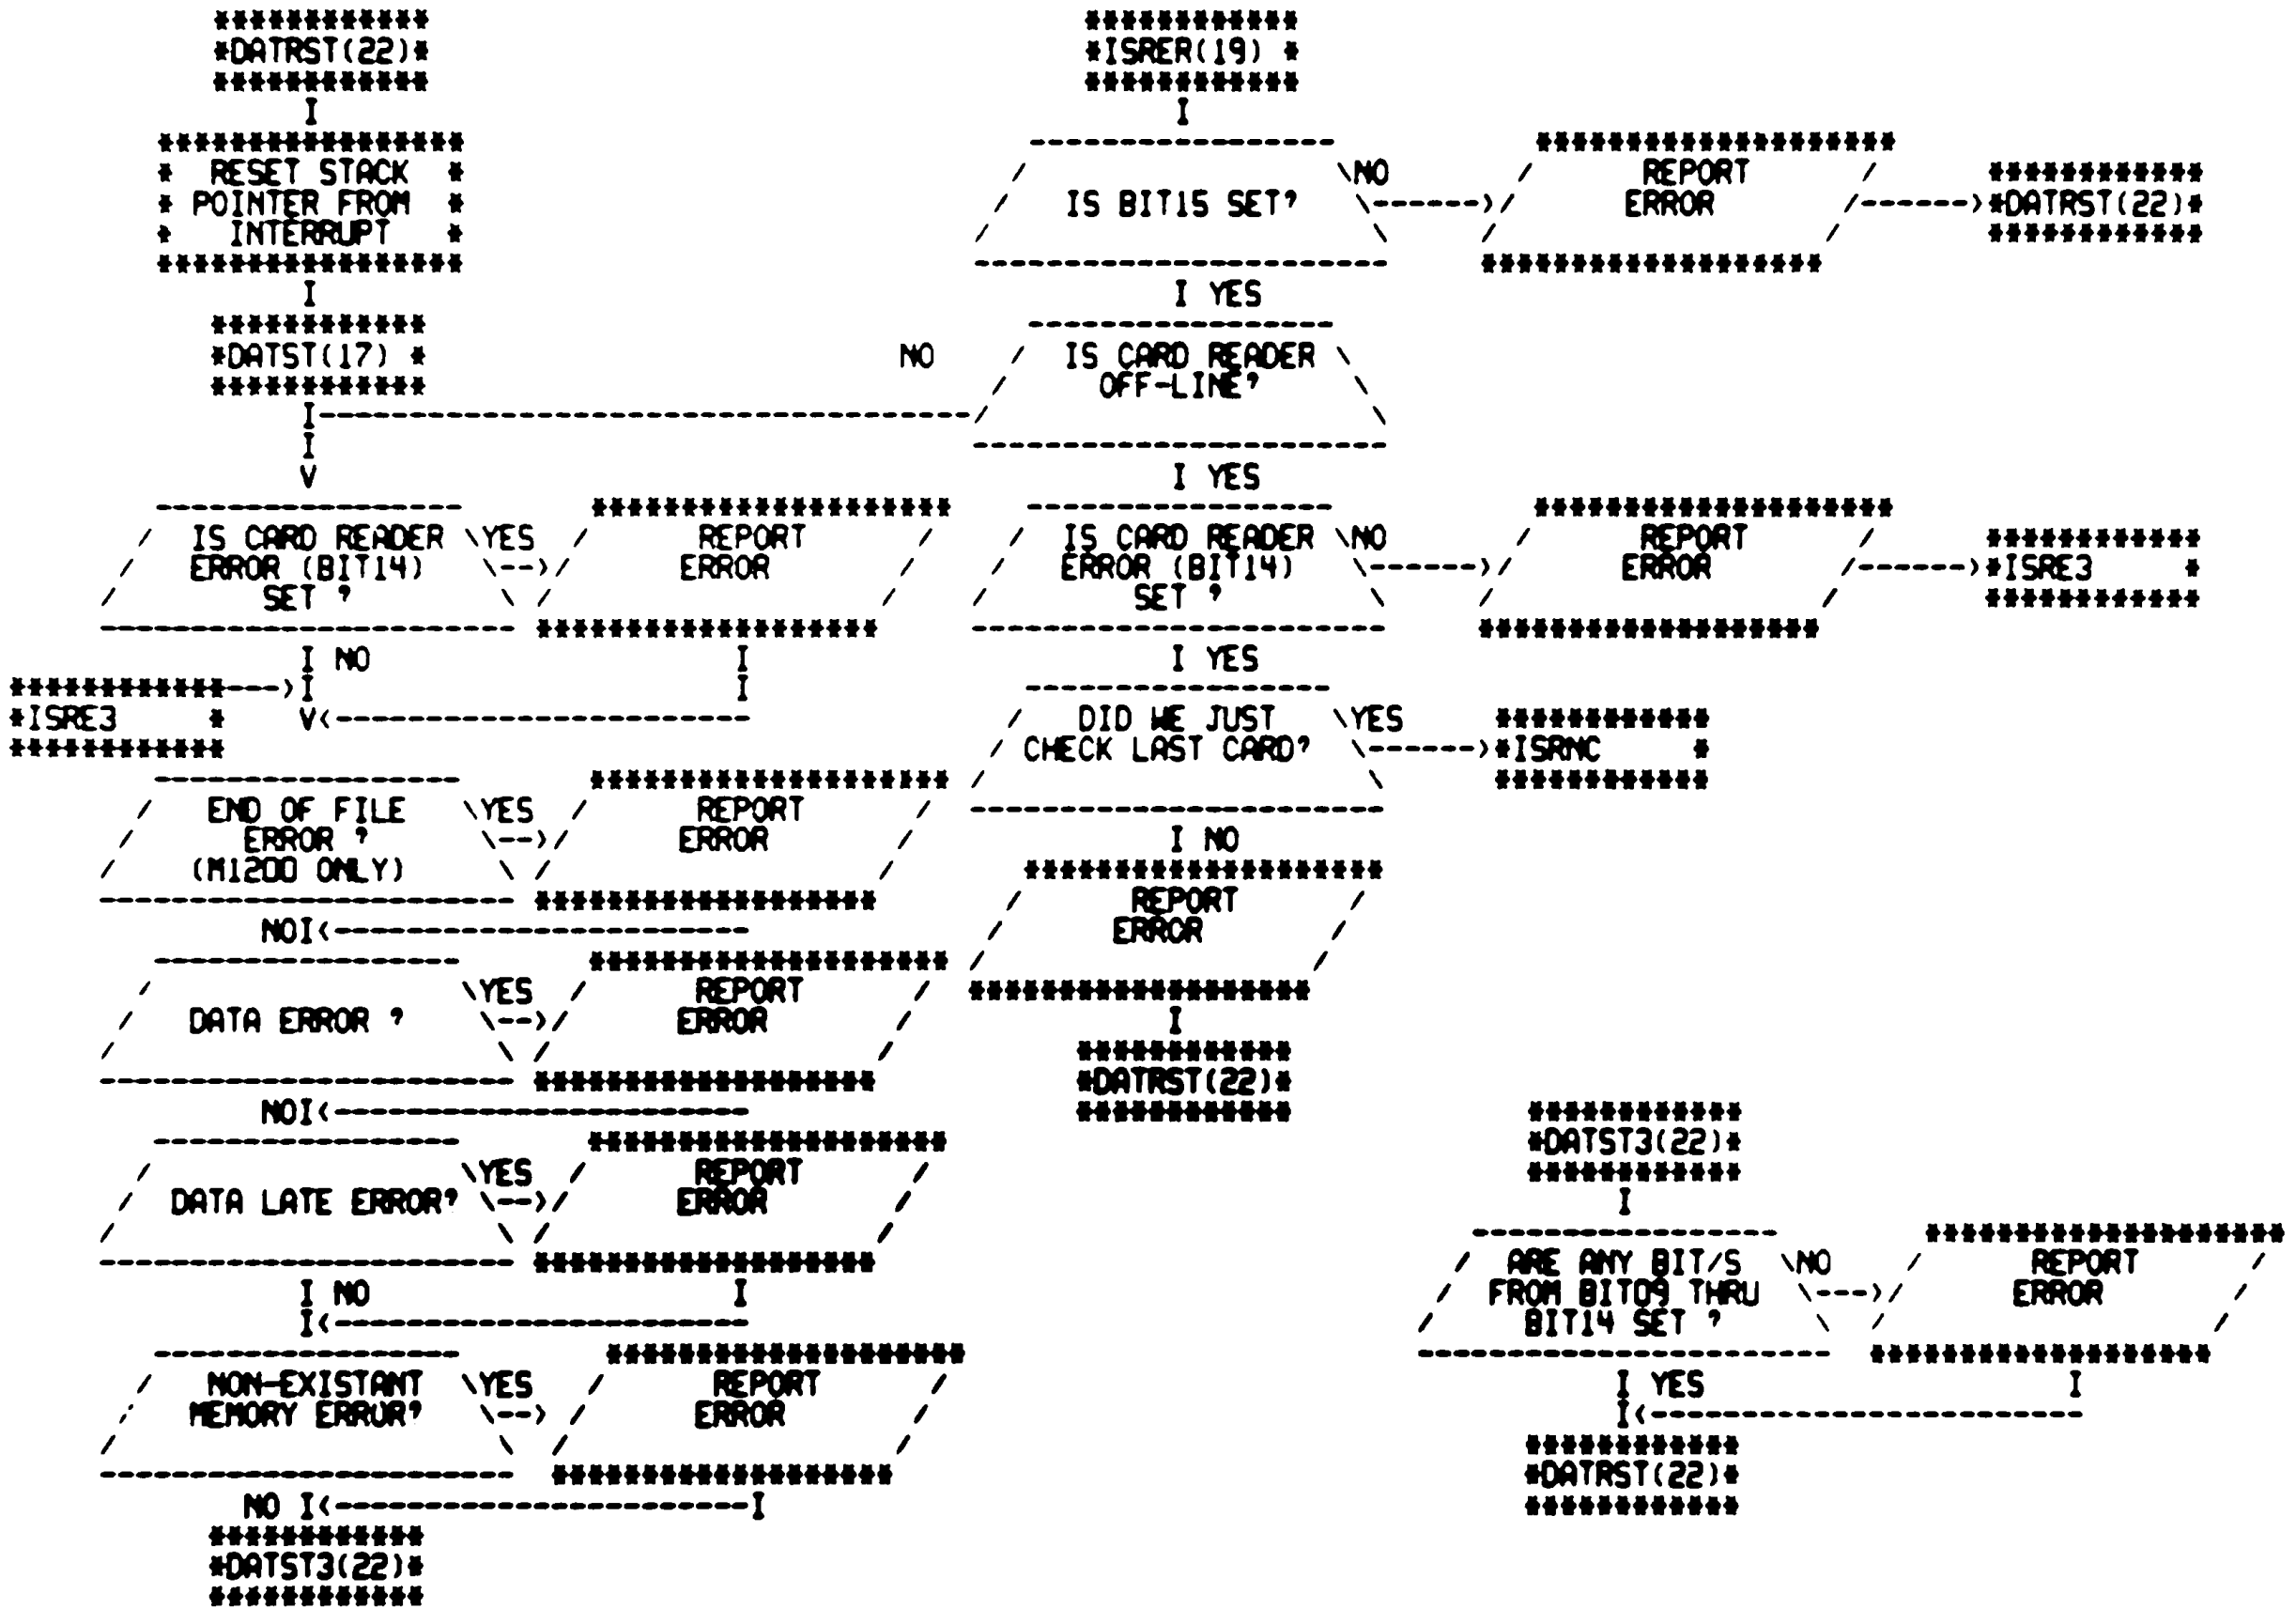 DATRST(22)
RESET STACK
POINTER FROM
INTERRUPT
DATST(17)
IS CARD READER
ERROR (BIT14)
SET ?
YES
REPORT
ERROR
NO
ISRE3
END OF FILE
ERROR ?
(M1200 ONLY)
YES
REPORT
ERROR
NO
DATA ERROR ?
YES
REPORT
ERROR
NO
DATA LATE ERROR?
YES
REPORT
ERROR
NO
NON-EXISTANT
MEMORY ERRUR?
YES
REPORT
ERROR
NO
DATST3(22)
ISRER(19)
IS BIT15 SET?
NO
REPORT
ERROR
DATRST(22)
YES
IS CARD READER
OFF-LINE?
NO
YES
IS CARD READER
ERROR (BIT14)
SET ?
NO
REPORT
ERROR
ISRE3
YES
DID WE JUST
CHECK LAST CARD?
YES
ISRNC
NO
REPORT
ERROR
DATRST(22)
DATST3(22)
ARE ANY BIT/S
FROM BIT09 THRU
BIT14 SET ?
NO
REPORT
ERROR
YES
DATRST(22)